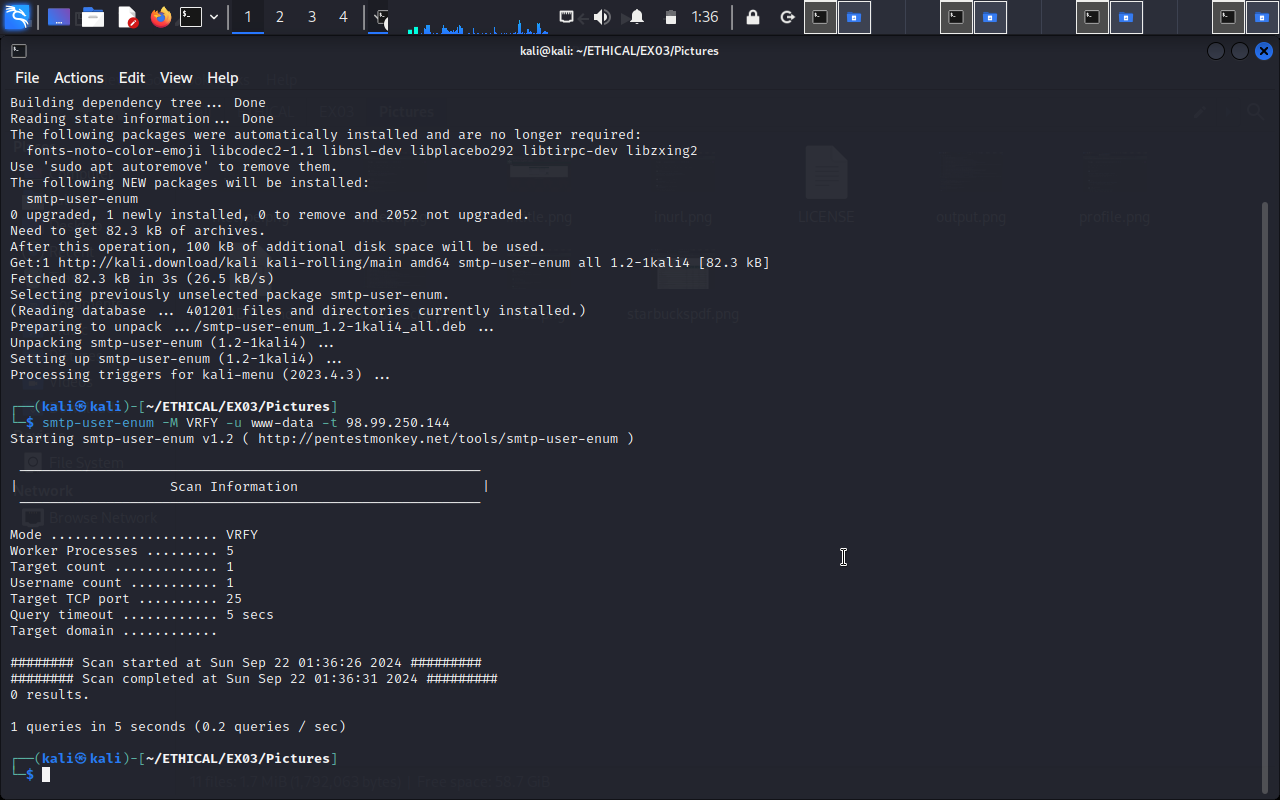 1 2 3 4 1:36
kali@kali: ~/ETHICAL/EX03/Pictures
File Actions Edit View Help
Building dependency tree... Done
Reading state information... Done
The following packages were automatically installed and are no longer required:
fonts-noto-color-emoji libcodec2-1.1 libnsl-dev libplacebo292 libtirpc-dev libzxing2
Use 'sudo apt autoremove' to remove them.
The following NEW packages will be installed:
smtp-user-enum
0 upgraded, 1 newly installed, 0 to remove and 2052 not upgraded.
Need to get 82.3 kB of archives.
After this operation, 100 kB of additional disk space will be used.
Get:1 http://kali.download/kali kali-rolling/main amd64 smtp-user-enum all 1.2-1kali4 [82.3 kB]
Fetched 82.3 kB in 3s (26.5 kB/s)
Selecting previously unselected package smtp-user-enum.
(Reading database ... 401201 files and directories currently installed.)
Preparing to unpack .../smtp-user-enum_1.2-1kali4_all.deb ...
Unpacking smtp-user-enum (1.2-1kali4) ...
Setting up smtp-user-enum (1.2-1kali4) ...
Processing triggers for kali-menu (2023.4.3) ...
┌──(kali㉿kali)-[~/ETHICAL/EX03/Pictures]
└─$ smtp-user-enum -M VRFY -u www-data -t 98.99.250.144
Starting smtp-user-enum v1.2 ( http://pentestmonkey.net/tools/smtp-user-enum )
| Scan Information |
Mode ..................... VRFY
Worker Processes ......... 5
Target count ............. 1
Username count ........... 1
Target TCP port .......... 25
Query timeout ............ 5 secs
Target domain ............
######## Scan started at Sun Sep 22 01:36:26 2024 #########
######## Scan completed at Sun Sep 22 01:36:31 2024 #########
0 results.
1 queries in 5 seconds (0.2 queries / sec)
┌──(kali㉿kali)-[~/ETHICAL/EX03/Pictures]
└─$
LICENSE
output.png
profile.png
starbuckspdf.png
File System
Network
Browse Network